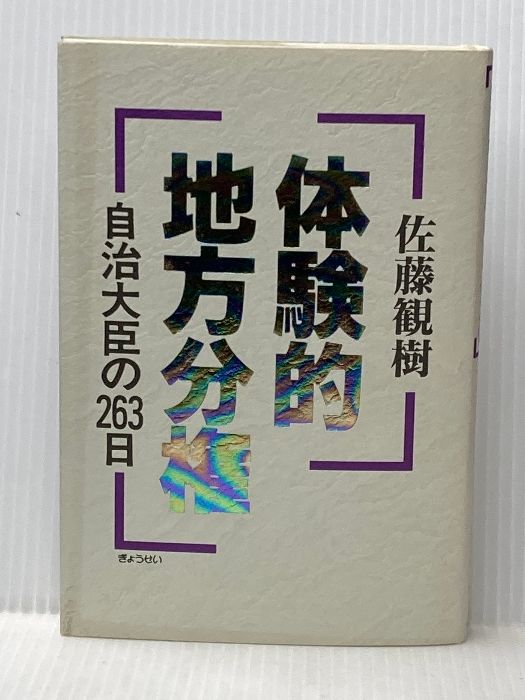 佐藤観樹
体験的
地方分権
自治大臣の263日
ぎょうせい